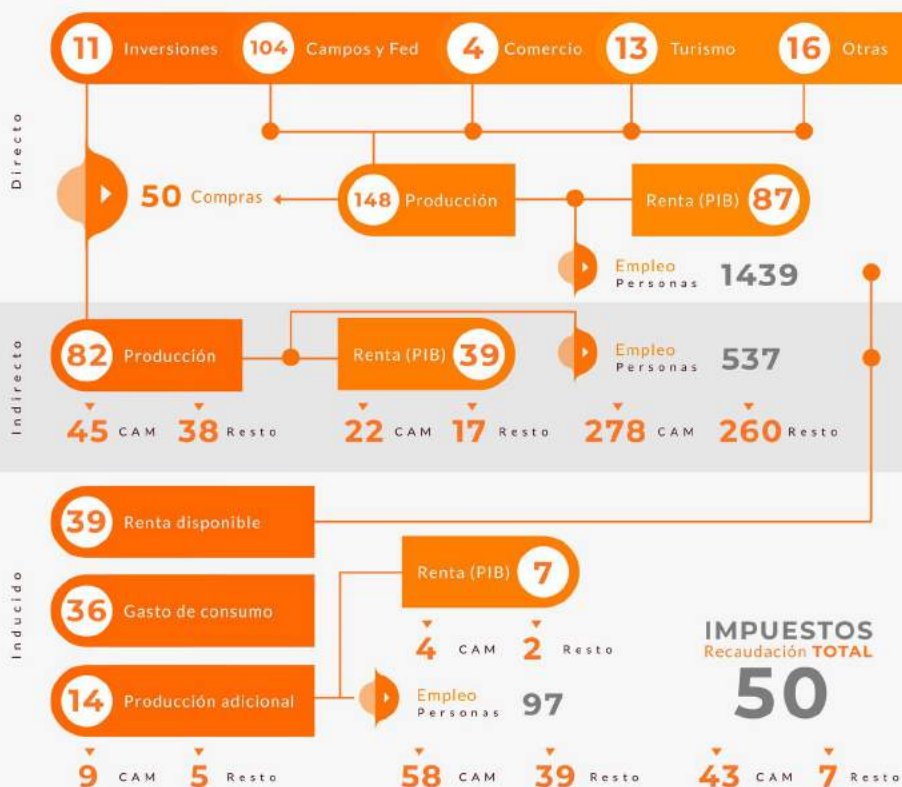 11 Inversiones 104 Campos y Fed 4 Comercio 13 Turismo 16 Otras
Directo
50 Compras 148 Producción Renta (PIB) 87
Empleo
Personas 1439
Indirecto
82 Producción Renta (PIB) 39 Empleo
Personas 537
45 CAM 38 Resto 22 CAM 17 Resto 278 CAM 260 Resto
Inducido
39 Renta disponible
Renta (PIB) 7
36 Gasto de consumo
4 CAM 2 Resto
IMPUESTOS
Recaudación TOTAL
50
14 Producción adicional
Empleo
Personas 97
9 CAM 5 Resto 58 CAM 39 Resto 43 CAM 7 Resto